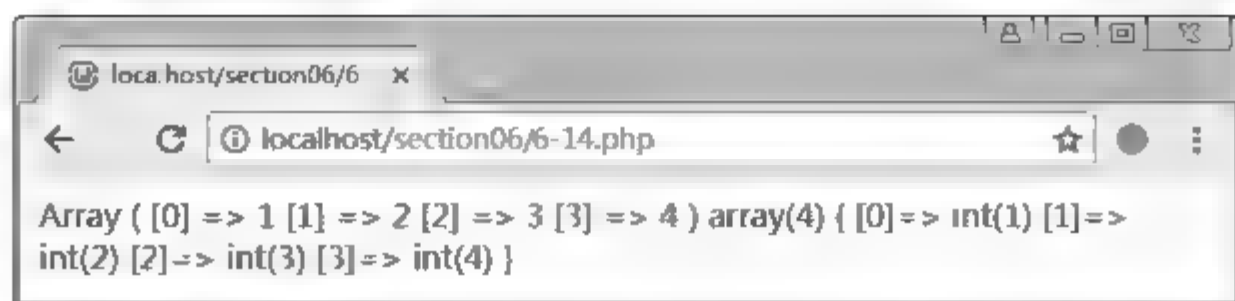 localhost/section06/6
localhost/section06/6-14.php
Array ( [0] => 1 [1] => 2 [2] => 3 [3] => 4 ) array(4) { [0]=> int(1) [1]=>
int(2) [2]=> int(3) [3]=> int(4) }